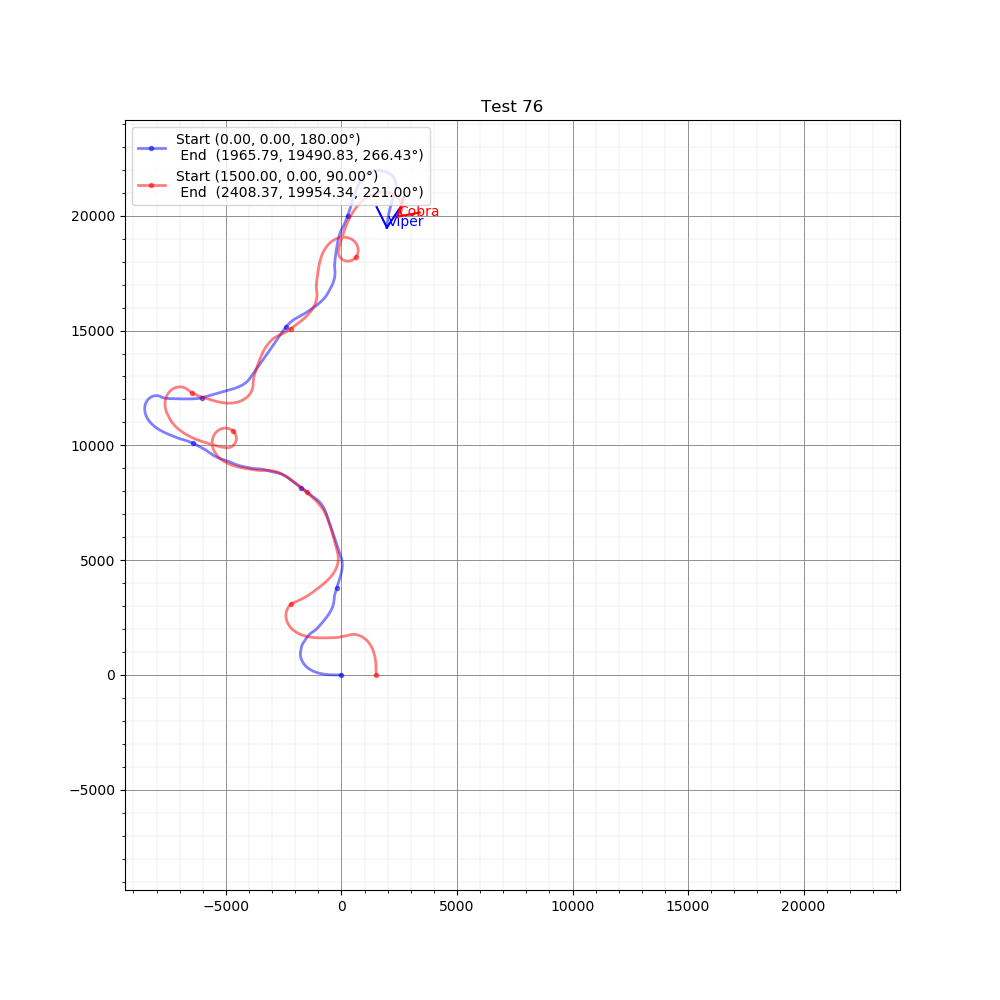 Test 76
Start (0.00, 0.00, 180.00°)
End (1965.79, 19490.83, 266.43°)
Start (1500.00, 0.00, 90.00°)
End (2408.37, 19954.34, 221.00°)
Cobra
Viper
20000
15000
10000
5000
0
−5000
−5000 0 5000 10000 15000 20000